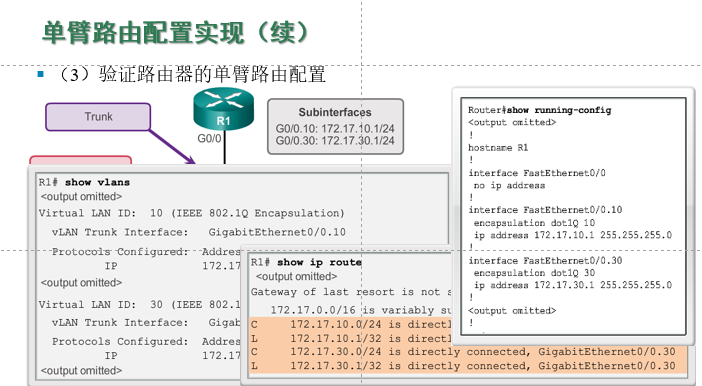 单臂路由配置实现（续）
（3）验证路由器的单臂路由配置
Trunk
R1
G0/0
Subinterfaces
G0/0.10: 172.17.10.1/24
G0/0.30: 172.17.30.1/24
R1# show vlans
<output omitted>
Virtual LAN ID: 10 (IEEE 802.1Q Encapsulation)
vLAN Trunk Interface: GigabitEthernet0/0.10
Protocols Configured: Addres
IP 172.17
<output omitted>
Virtual LAN ID: 30 (IEEE 802.1
vLAN Trunk Interface: Gigab
Protocols Configured: Addre
IP 172.17
<output omitted>
R1# show ip route
<output omitted>
Gateway of last resort is not s
172.17.0.0/16 is variably su
C 172.17.10.0/24 is directl
L 172.17.10.1/32 is directl
C 172.17.30.0/24 is directly connected, GigabitEthernet0/0.30
L 172.17.30.1/32 is directly connected, GigabitEthernet0/0.30
Router#show running-config
<output omitted>
!
hostname R1
!
interface FastEthernet0/0
no ip address
!
interface FastEthernet0/0.10
encapsulation dot1Q 10
ip address 172.17.10.1 255.255.255.0
!
interface FastEthernet0/0.30
encapsulation dot1Q 30
ip address 172.17.30.1 255.255.255.0
!
<output omitted>
!